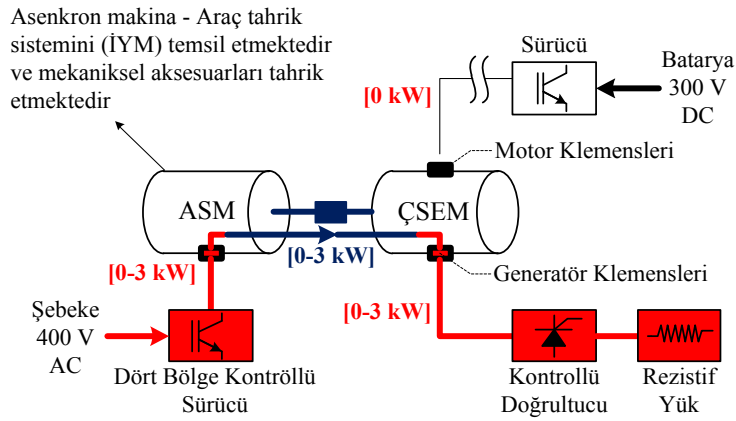 Asenkron makina - Araç tahrik
sistemini (İYM) temsil etmektedir
ve mekaniksel aksesuarları tahrik
etmektedir
Sürücü
Batarya
300 V
DC
[0 kW]
Motor Klemensleri
ASM
ÇSEM
[0-3 kW]
[0-3 kW]
Generatör Klemensleri
[0-3 kW]
Şebeke
400 V
AC
Dört Bölge Kontröllü
Sürücü
Kontrollü
Doğrultucu
Rezistif
Yük